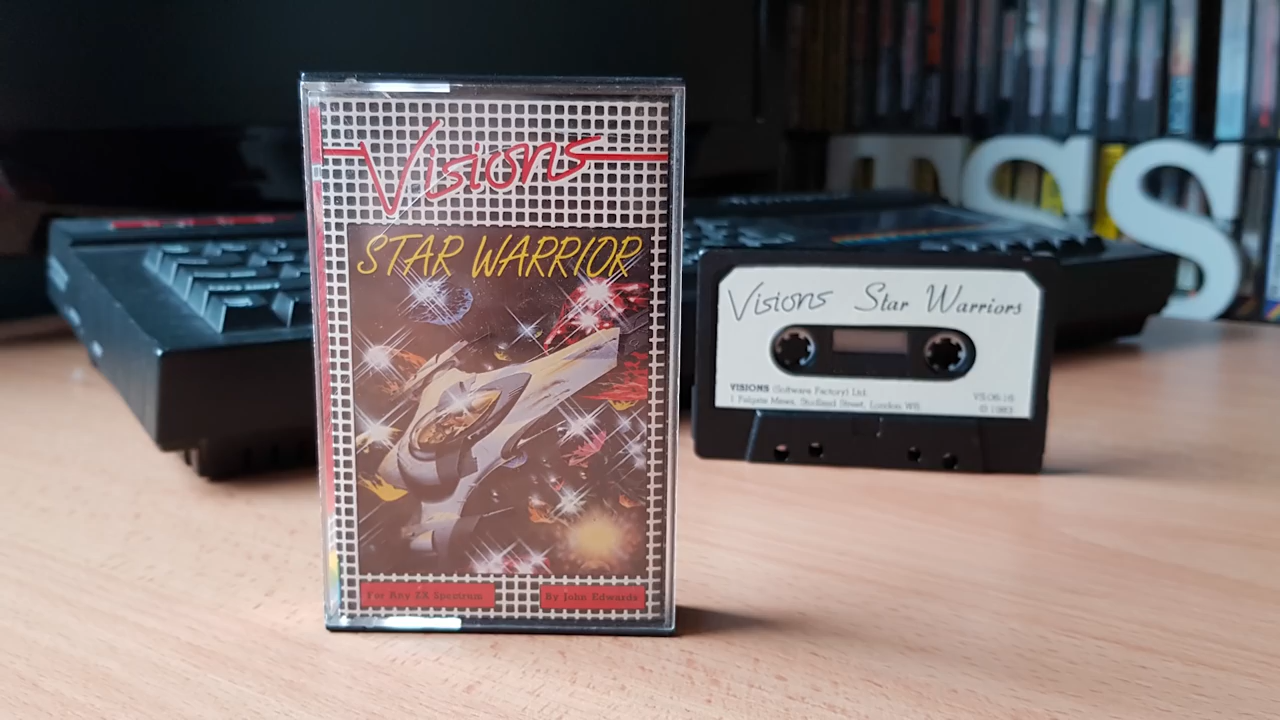 Visions
STAR WARRIOR
For Any ZX Spectrum
By John Edwards
TSS
Visions Star Warriors
VISIONS (Software Factory) Ltd.
1 Felgate Mews, Studland Street, London W6
© 1983